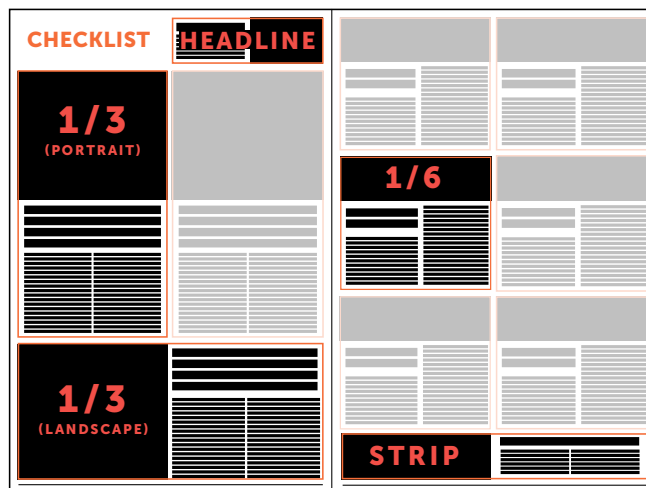 CHECKLIST
HEADLINE
1/3
(PORTRAIT)
1/3
(LANDSCAPE)
1/6
STRIP